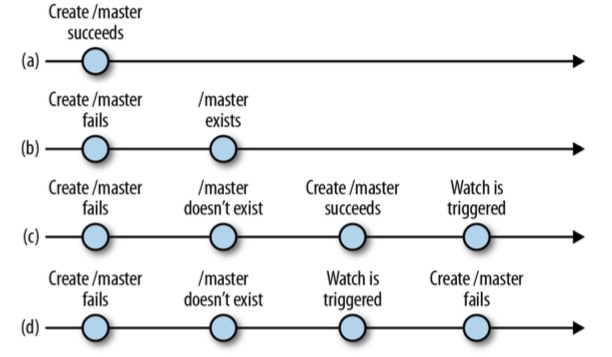 Create /master
succeeds
(a)
Create /master /master
fails exists
(b)
Create /master /master Create /master Watch is
fails doesn't exist succeeds triggered
(c)
Create /master /master Watch is Create /master
fails doesn't exist triggered fails
(d)